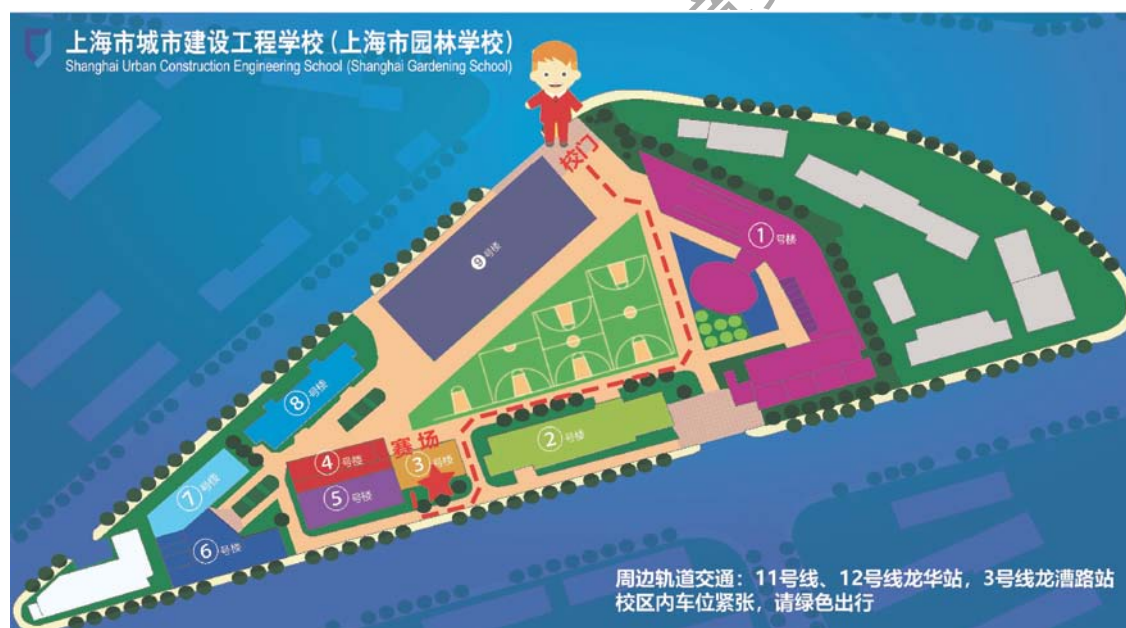 上海市城市建设工程学校(上海市园林学校)
Shanghai Urban Construction Engineering School (Shanghai Gardening School)
校门
①号楼
⑨号楼
⑧号楼
赛场
②号楼
④号楼
③号楼
⑤号楼
⑦号楼
⑥号楼
周边轨道交通：11号线、12号线龙华站，3号线龙漕路站
校区内车位紧张，请绿色出行